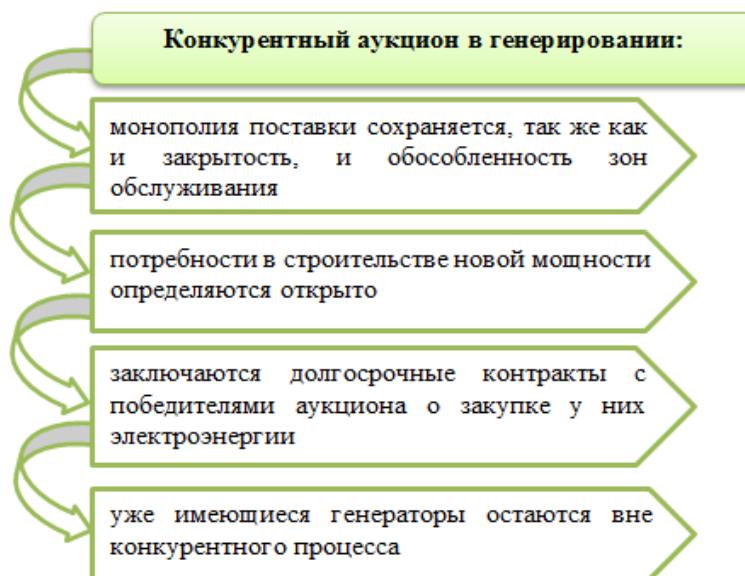 Конкурентный аукцион в генерировании:
монополия поставки сохраняется, так же как
и закрытость, и обособленность зон
обслуживания
потребности в строительстве новой мощности
определяются открыто
заключаются долгосрочные контракты с
победителями аукциона о закупке у них
электроэнергии
уже имеющиеся генераторы остаются вне
конкурентного процесса